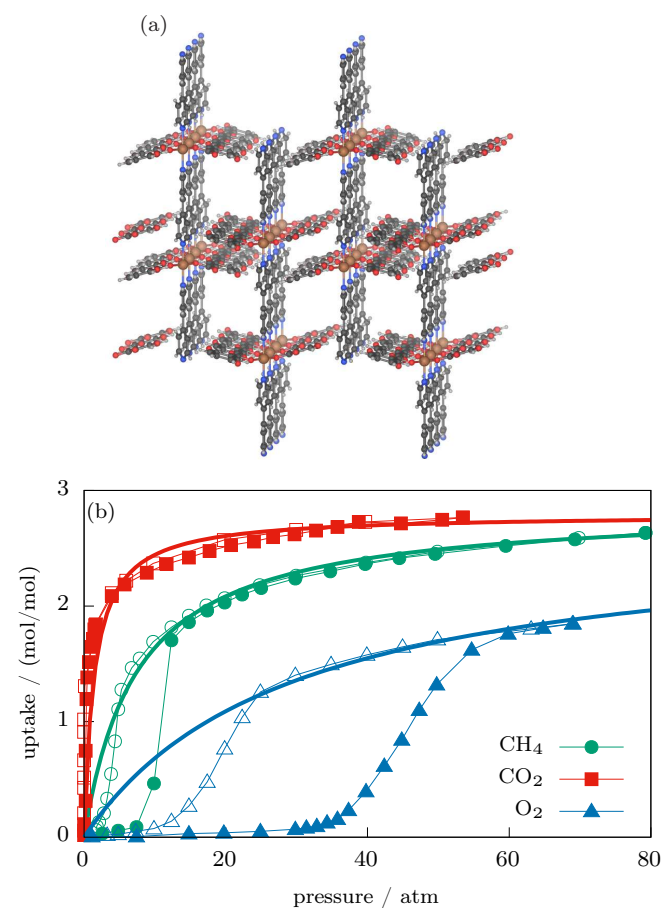 (a)
3
(b)
2
1
0
uptake / (mol/mol)
CH₄
CO₂
O₂
0 20 40 60 80
pressure / atm